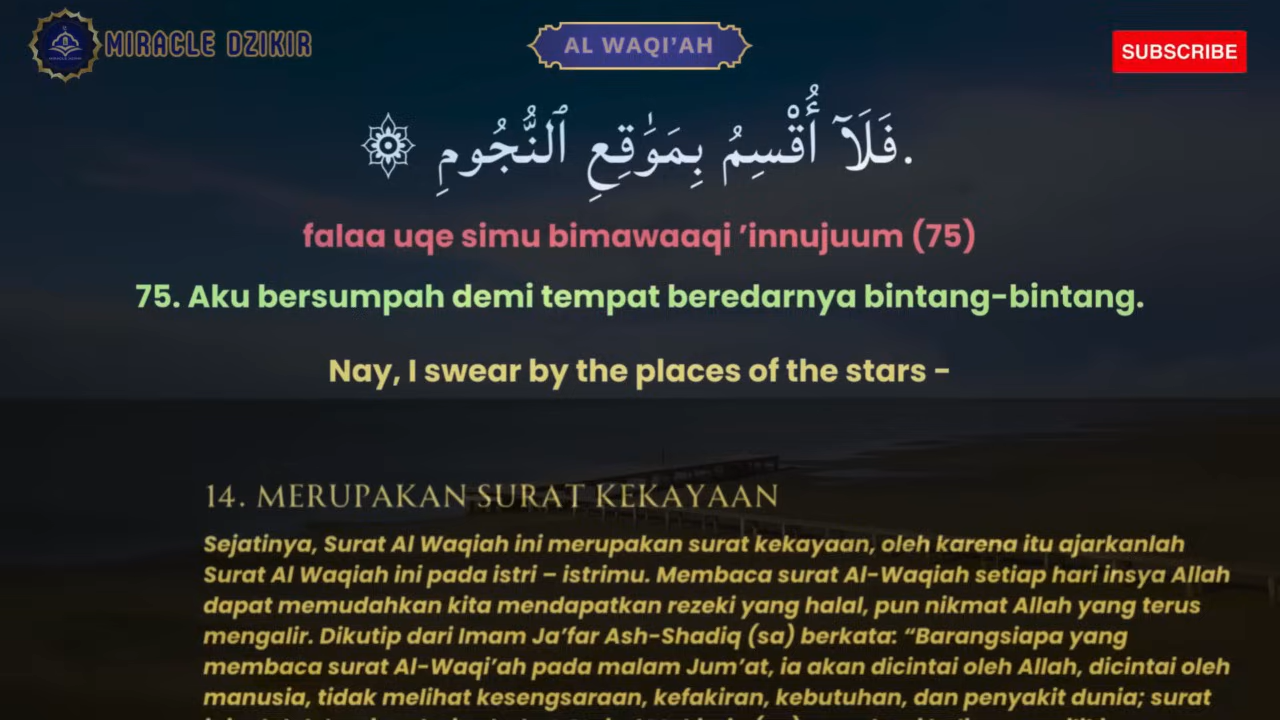 MIRACLE DZIKIR
AL WAQI'AH
SUBSCRIBE
فَلَآ أُقْسِمُ بِمَوَٰقِعِ ٱلنُّجُومِ.
falaa uqe simu bimawaaqi ’innujuum (75)
75. Aku bersumpah demi tempat beredarnya bintang-bintang.
Nay, I swear by the places of the stars -
14. MERUPAKAN SURAT KEKAYAAN
Sejatinya, Surat Al Waqiah ini merupakan surat kekayaan, oleh karena itu ajarkanlah
Surat Al Waqiah ini pada istri – istrimu. Membaca surat Al-Waqiah setiap hari insya Allah
dapat memudahkan kita mendapatkan rezeki yang halal, pun nikmat Allah yang terus
mengalir. Dikutip dari Imam Ja’far Ash-Shadiq (sa) berkata: “Barangsiapa yang
membaca surat Al-Waqi’ah pada malam Jum’at, ia akan dicintai oleh Allah, dicintai oleh
manusia, tidak melihat kesengsaraan, kefakiran, kebutuhan, dan penyakit dunia; surat